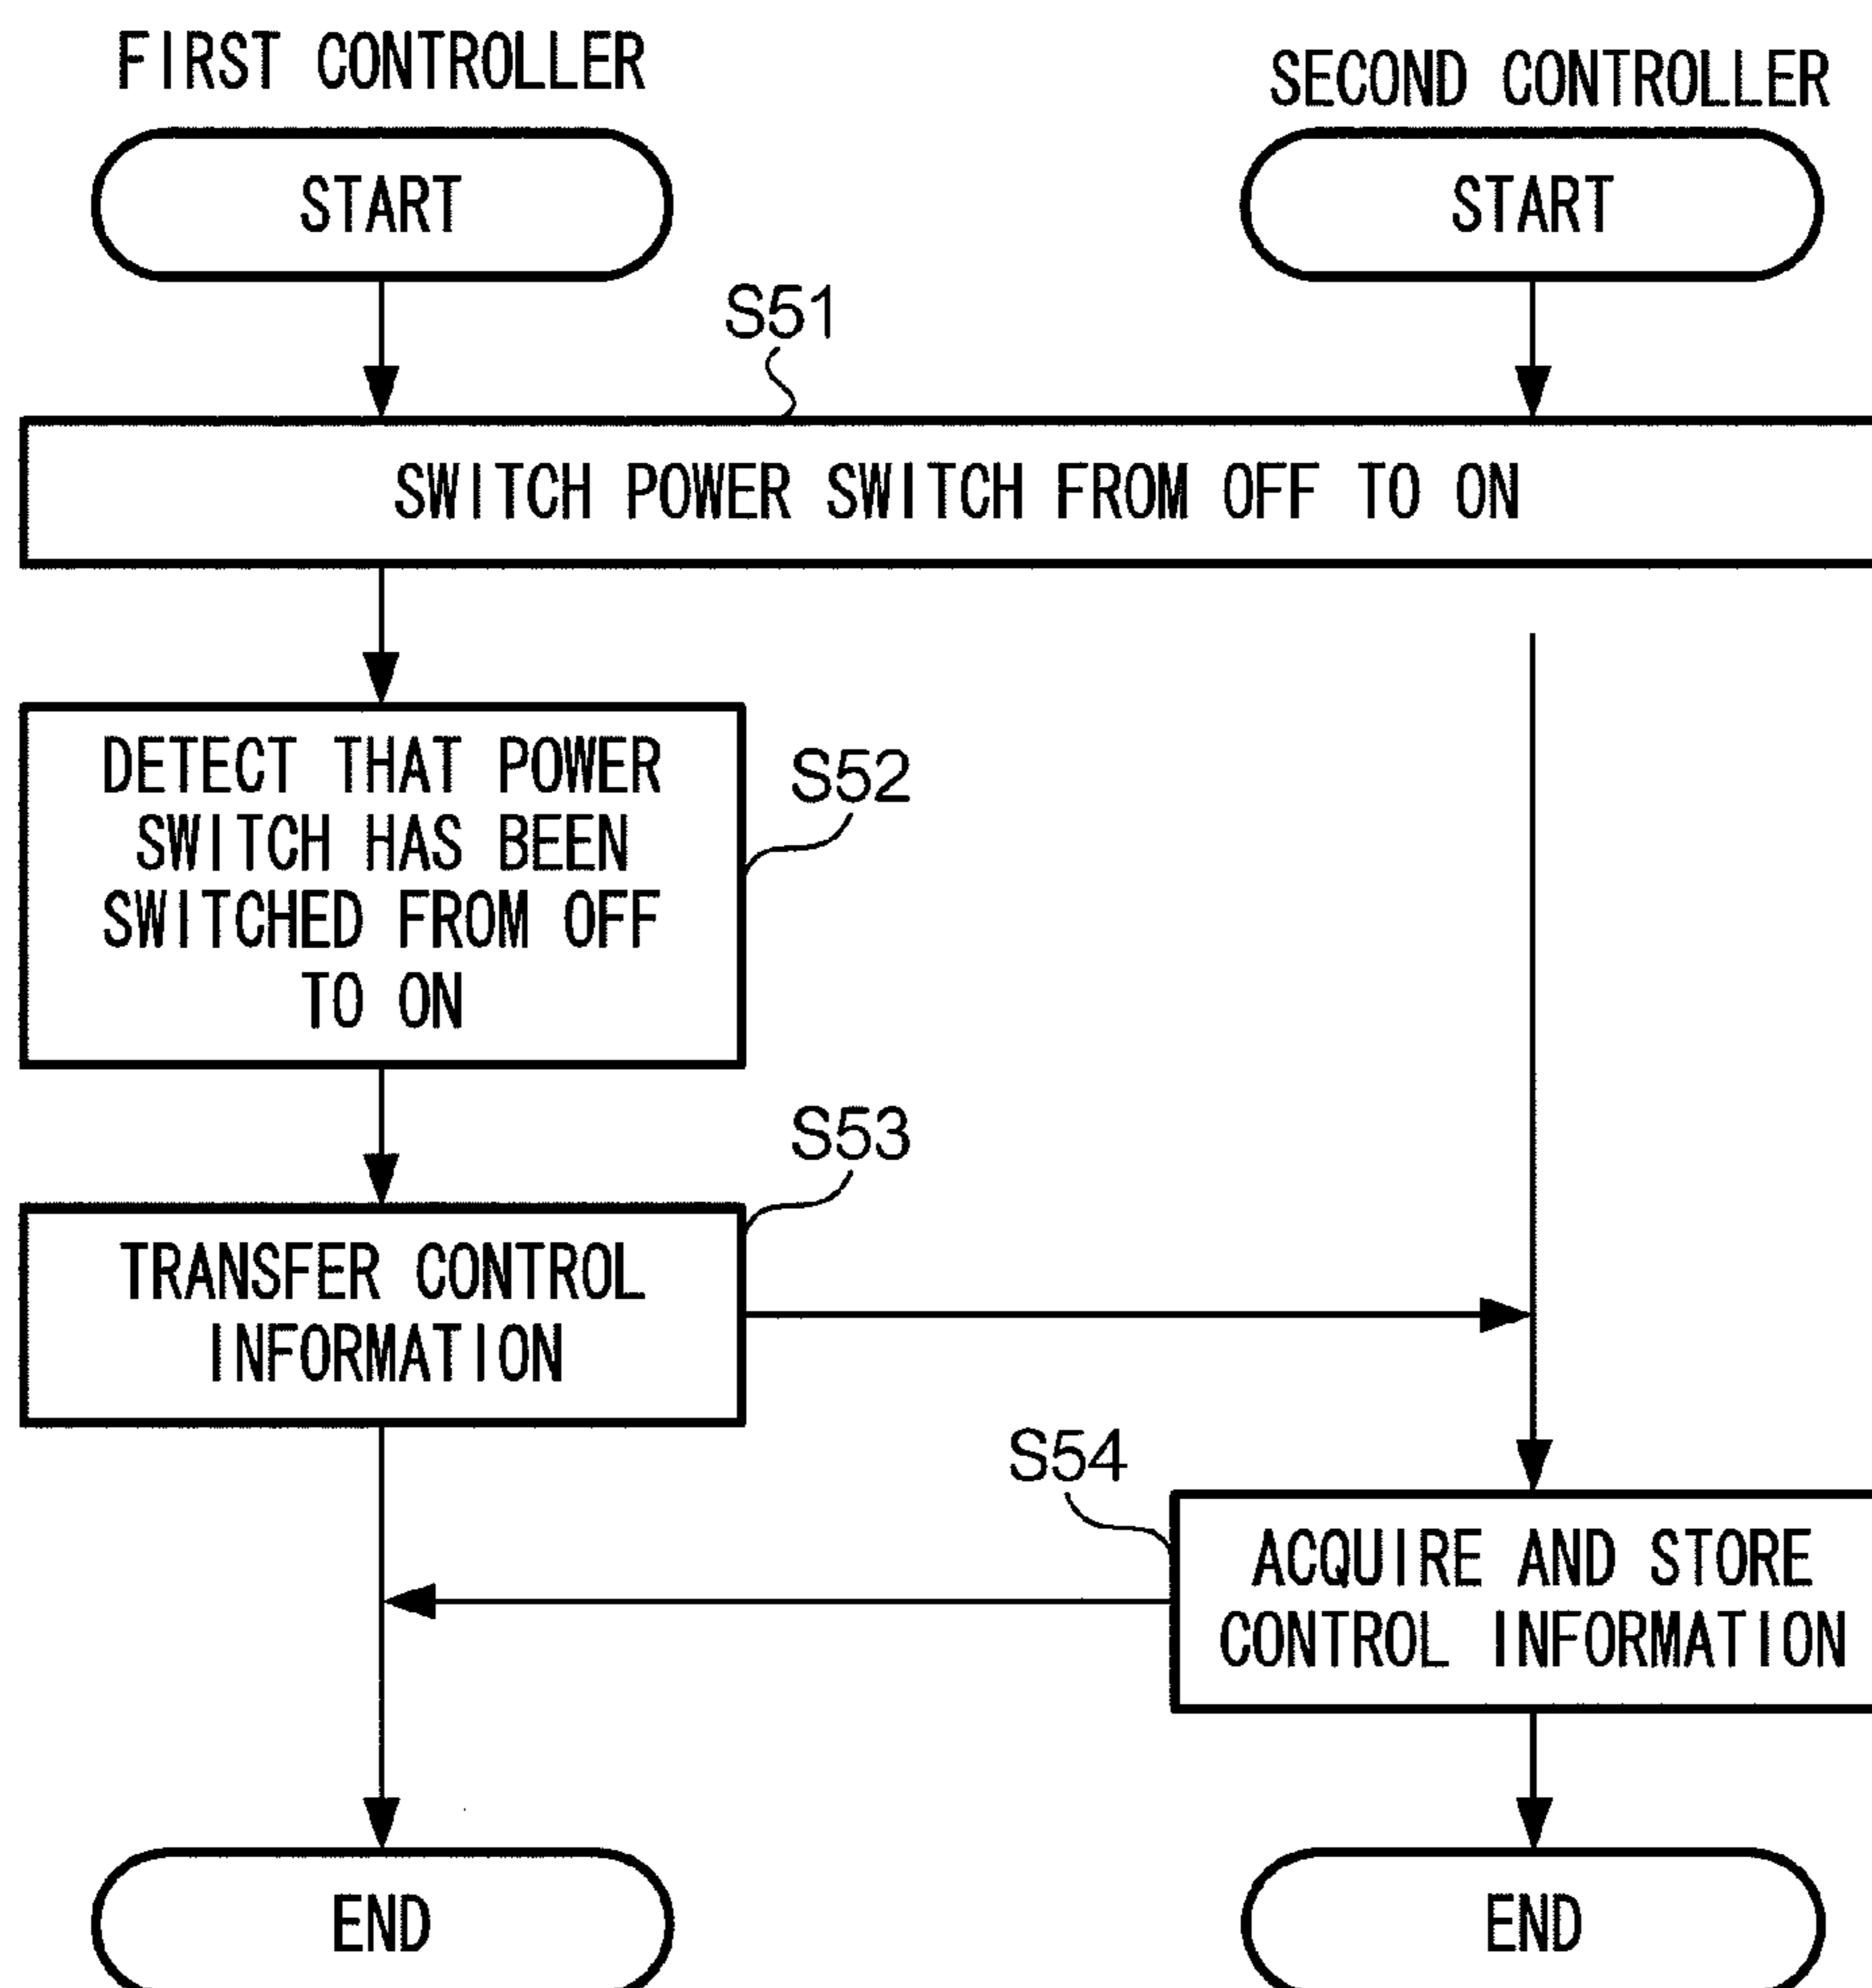 FIRST CONTROLLER
SECOND CONTROLLER
START
START
S51
SWITCH POWER SWITCH FROM OFF TO ON
DETECT THAT POWER
SWITCH HAS BEEN
SWITCHED FROM OFF
TO ON
S52
S53
TRANSFER CONTROL
INFORMATION
S54
ACQUIRE AND STORE
CONTROL INFORMATION
END
END